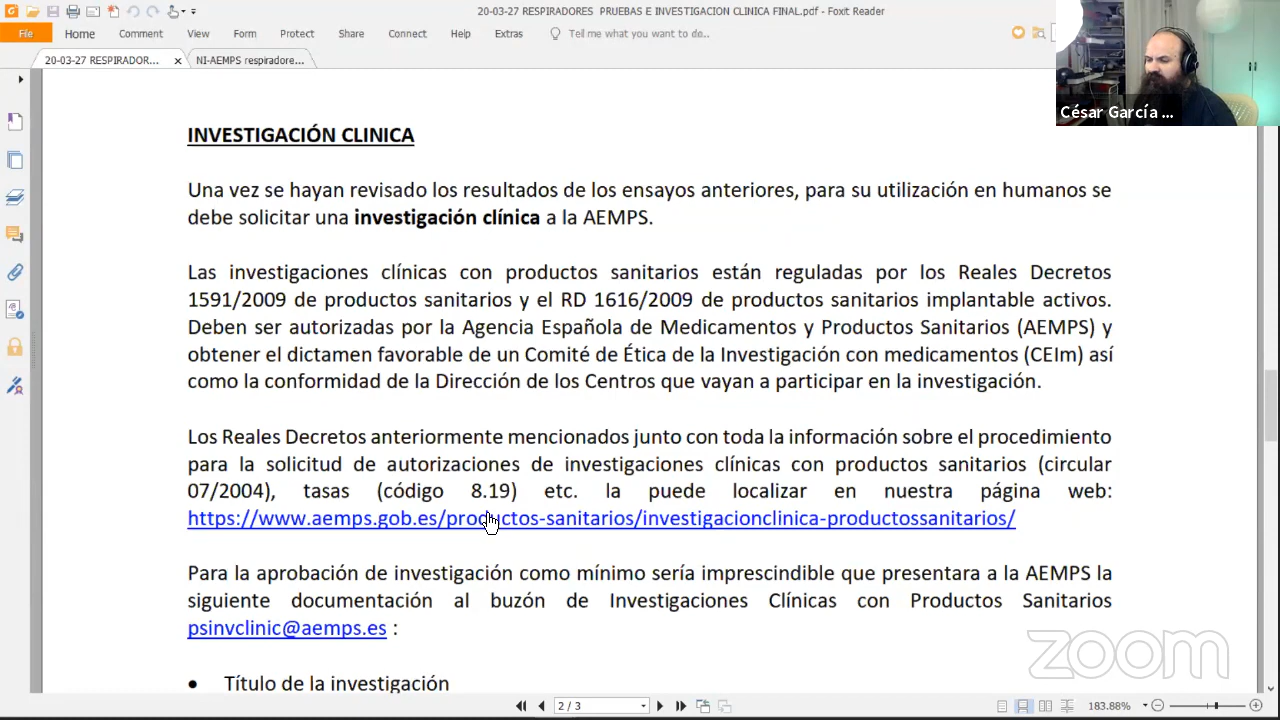 20-03-27 RESPIRADORES PRUEBAS E INVESTIGACION CLINICA FINAL.pdf - Foxit Reader
File Home Comment View Form Protect Share Connect Help Extras Tell me what you want to do..
20-03-27 RESPIRADOR... × NI-AEMPS respiradore...
César García ...
INVESTIGACIÓN CLINICA
Una vez se hayan revisado los resultados de los ensayos anteriores, para su utilización en humanos se
debe solicitar una investigación clínica a la AEMPS.
Las investigaciones clínicas con productos sanitarios están reguladas por los Reales Decretos
1591/2009 de productos sanitarios y el RD 1616/2009 de productos sanitarios implantable activos.
Deben ser autorizadas por la Agencia Española de Medicamentos y Productos Sanitarios (AEMPS) y
obtener el dictamen favorable de un Comité de Ética de la Investigación con medicamentos (CEIm) así
como la conformidad de la Dirección de los Centros que vayan a participar en la investigación.
Los Reales Decretos anteriormente mencionados junto con toda la información sobre el procedimiento
para la solicitud de autorizaciones de investigaciones clínicas con productos sanitarios (circular
07/2004), tasas (código 8.19) etc. la puede localizar en nuestra página web:
https://www.aemps.gob.es/productos-sanitarios/investigacionclinica-productossanitarios/
Para la aprobación de investigación como mínimo sería imprescindible que presentara a la AEMPS la
siguiente documentación al buzón de Investigaciones Clínicas con Productos Sanitarios
psinvclinic@aemps.es :
• Título de la investigación
zoom
2 / 3
183.88%